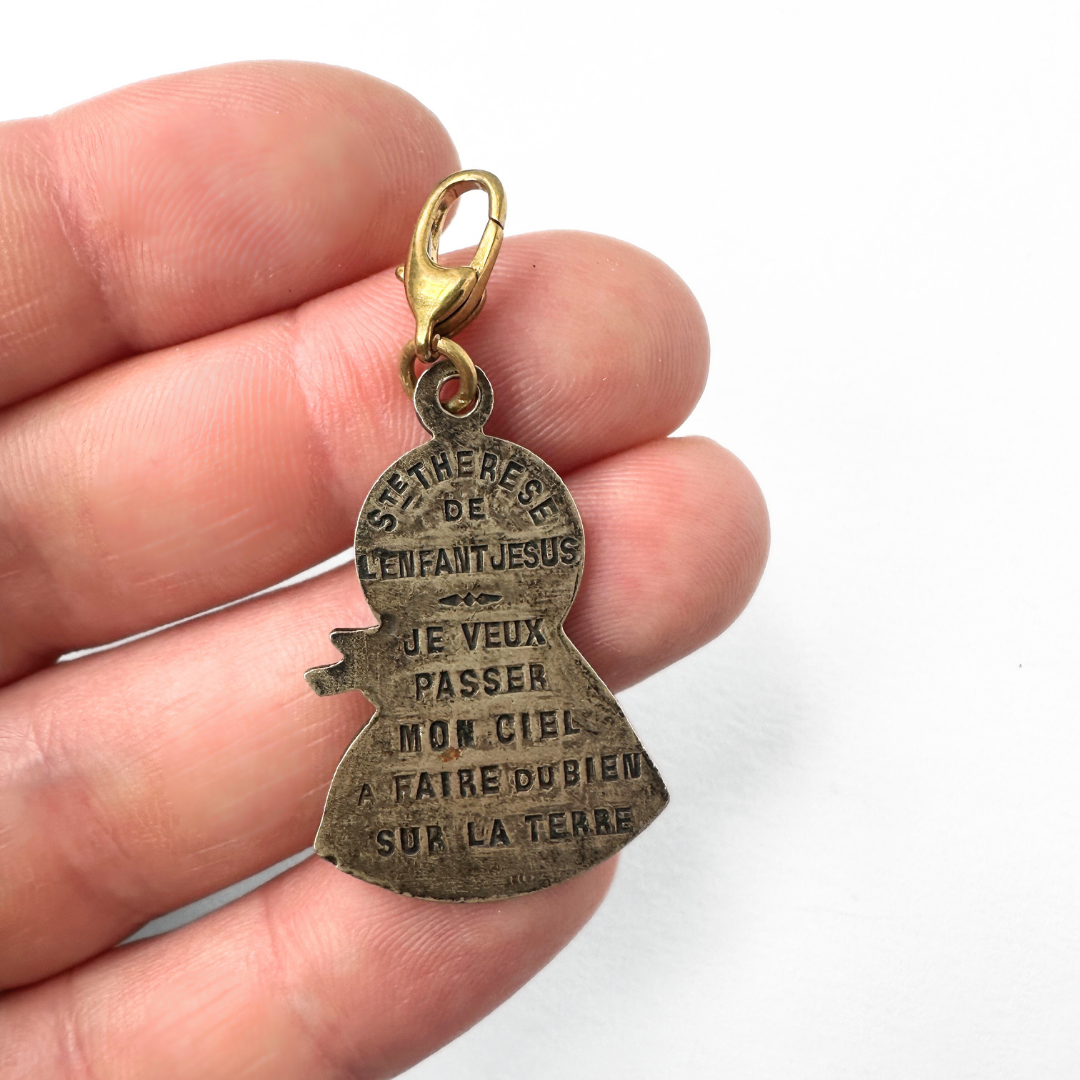 STE THERESE
DE
L'ENFANT JESUS
JE VEUX
PASSER
MON CIEL
A FAIRE DU BIEN
SUR LA TERRE